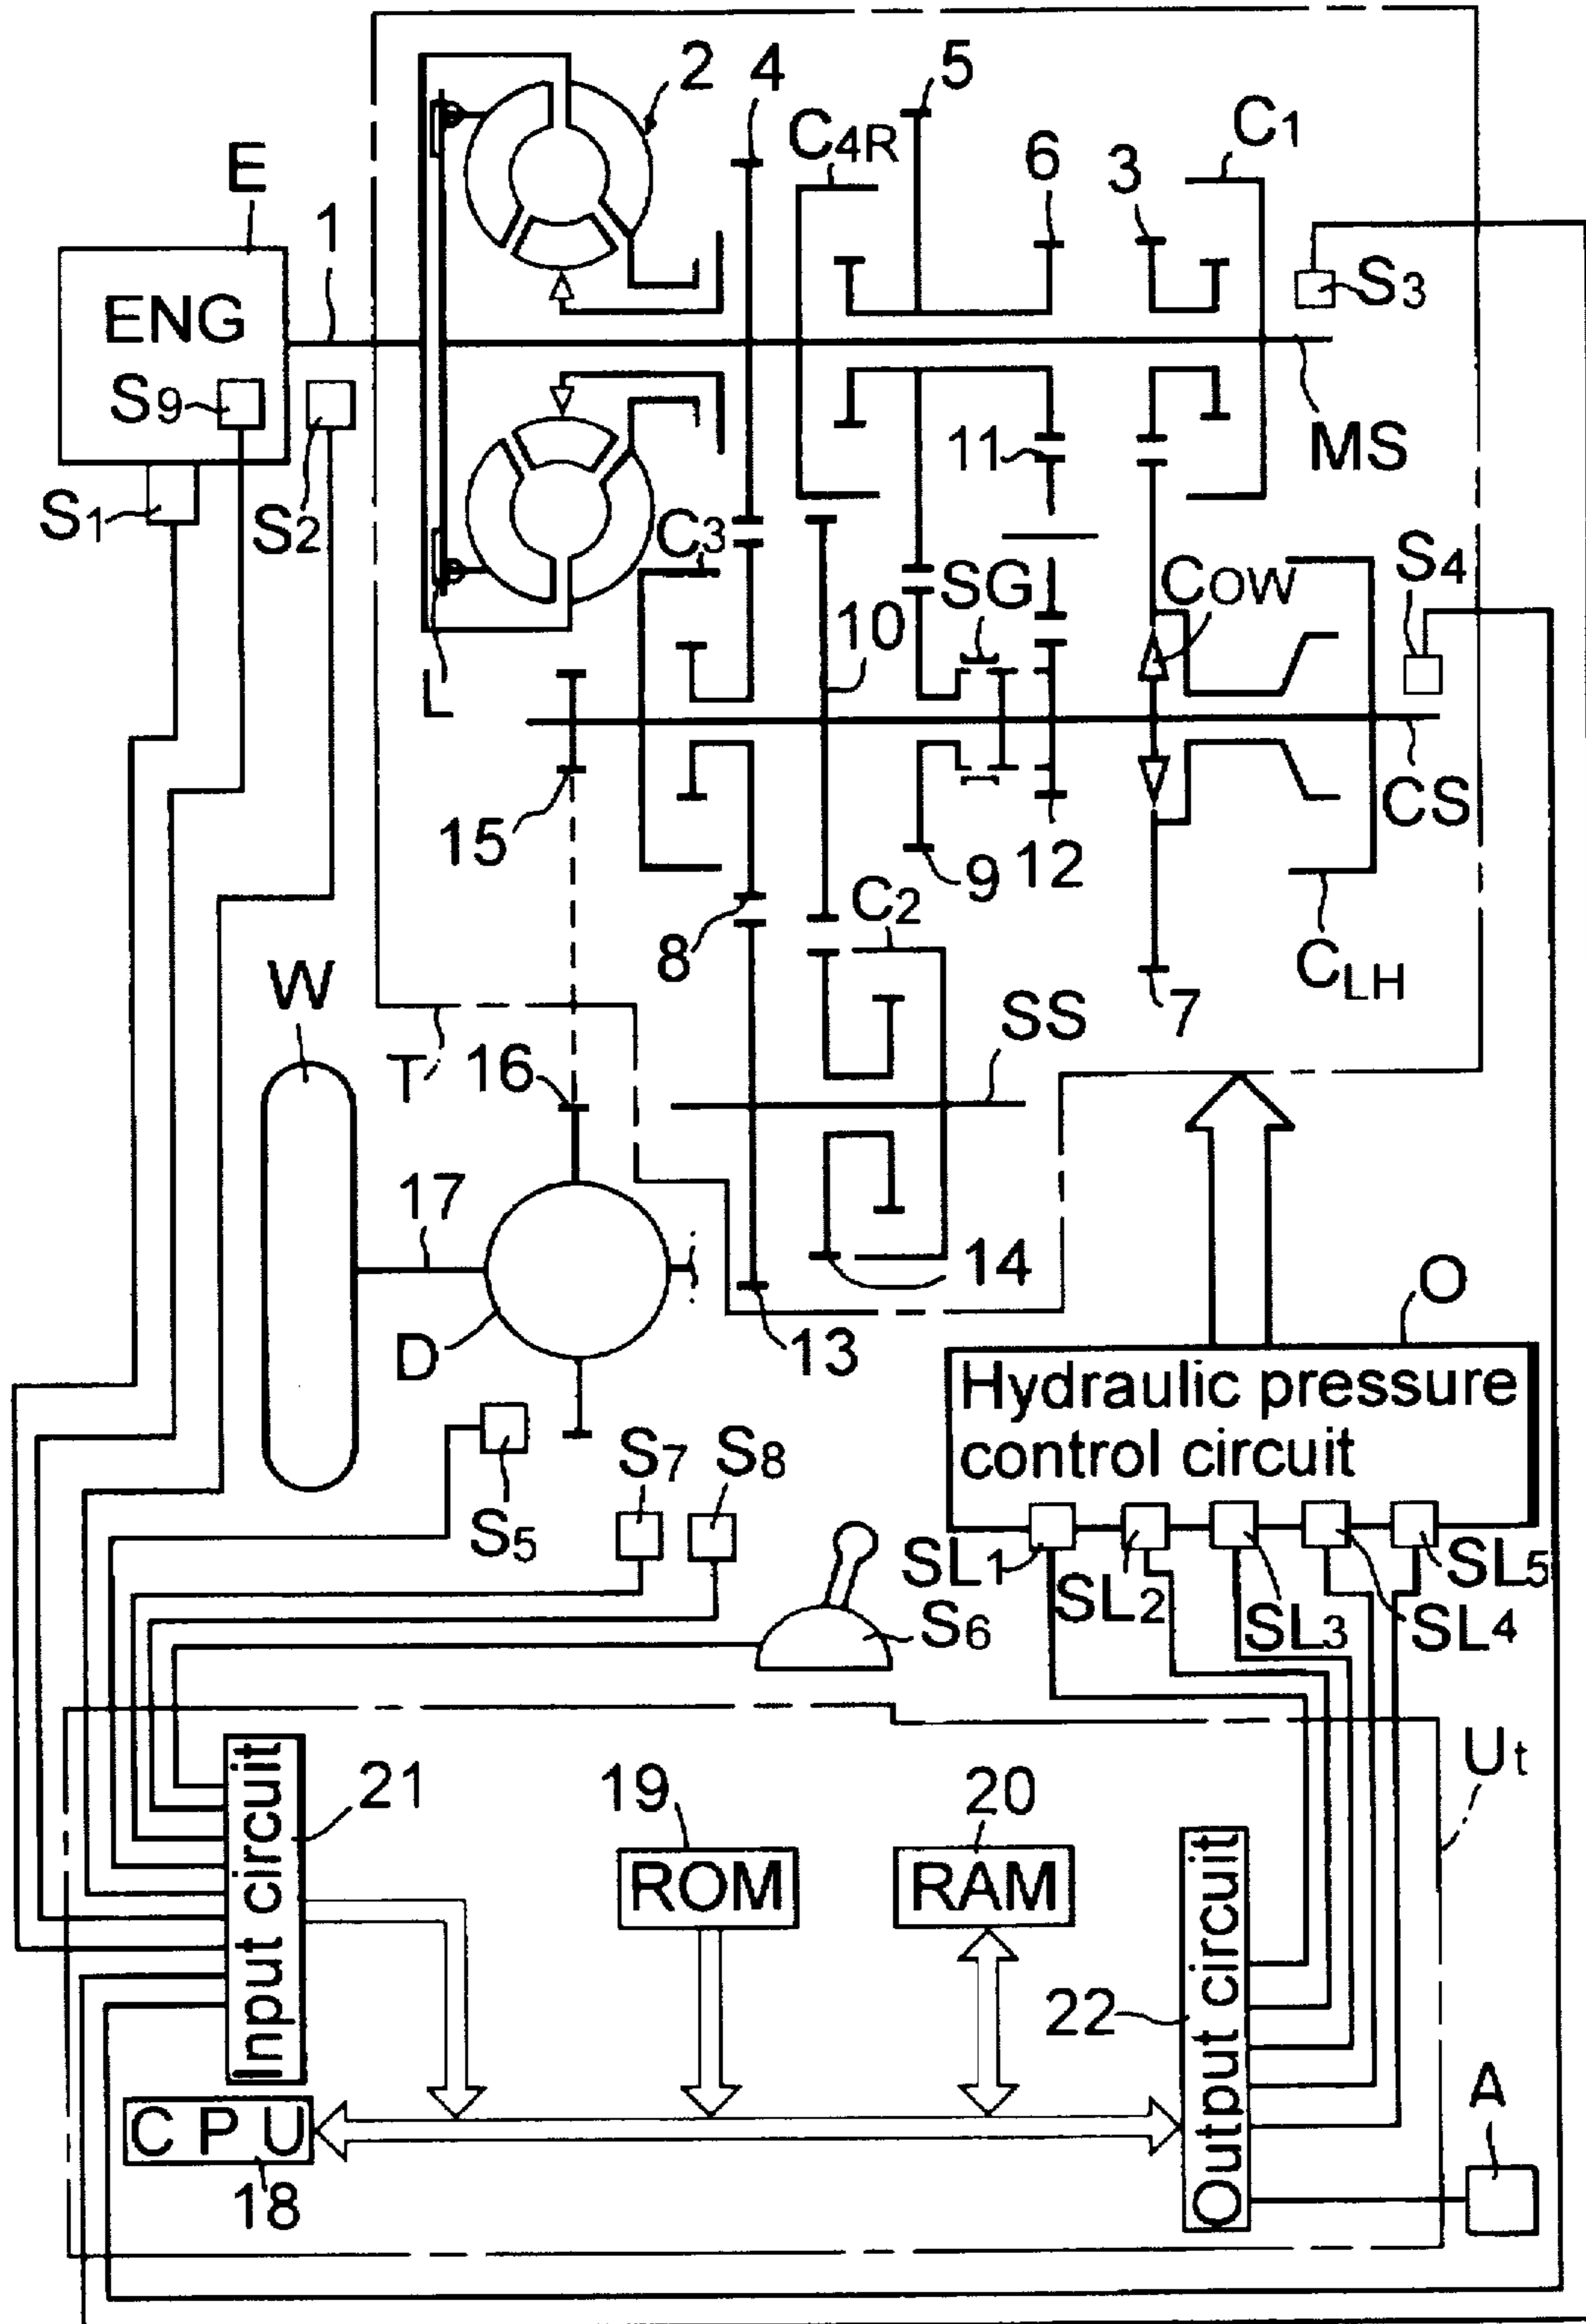 2
4
5
C4R
C1
E
6
3
1
ENG
S3
S9
11
MS
S1
S2
C3
SG
COW
S4
10
L
15
CS
9
12
C2
8
CLH
W
7
SS
T
16
17
14
O
D
13
Hydraulic pressure
control circuit
S7
S8
S5
SL1
SL2
SL3
SL4
SL5
S6
Ut
21
19
20
Input circuit
ROM
RAM
Output circuit
22
A
CPU
18